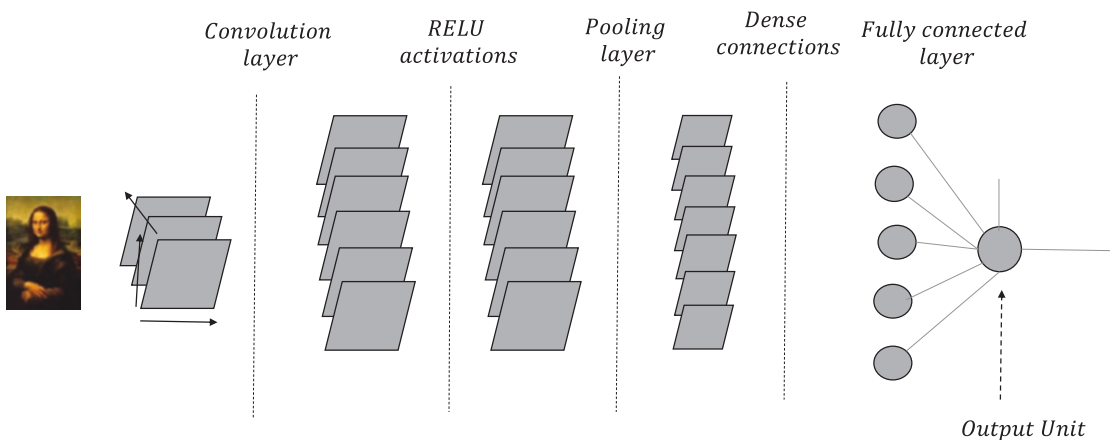 Convolution
layer
RELU
activations
Pooling
layer
Dense
connections
Fully connected
layer
Output Unit